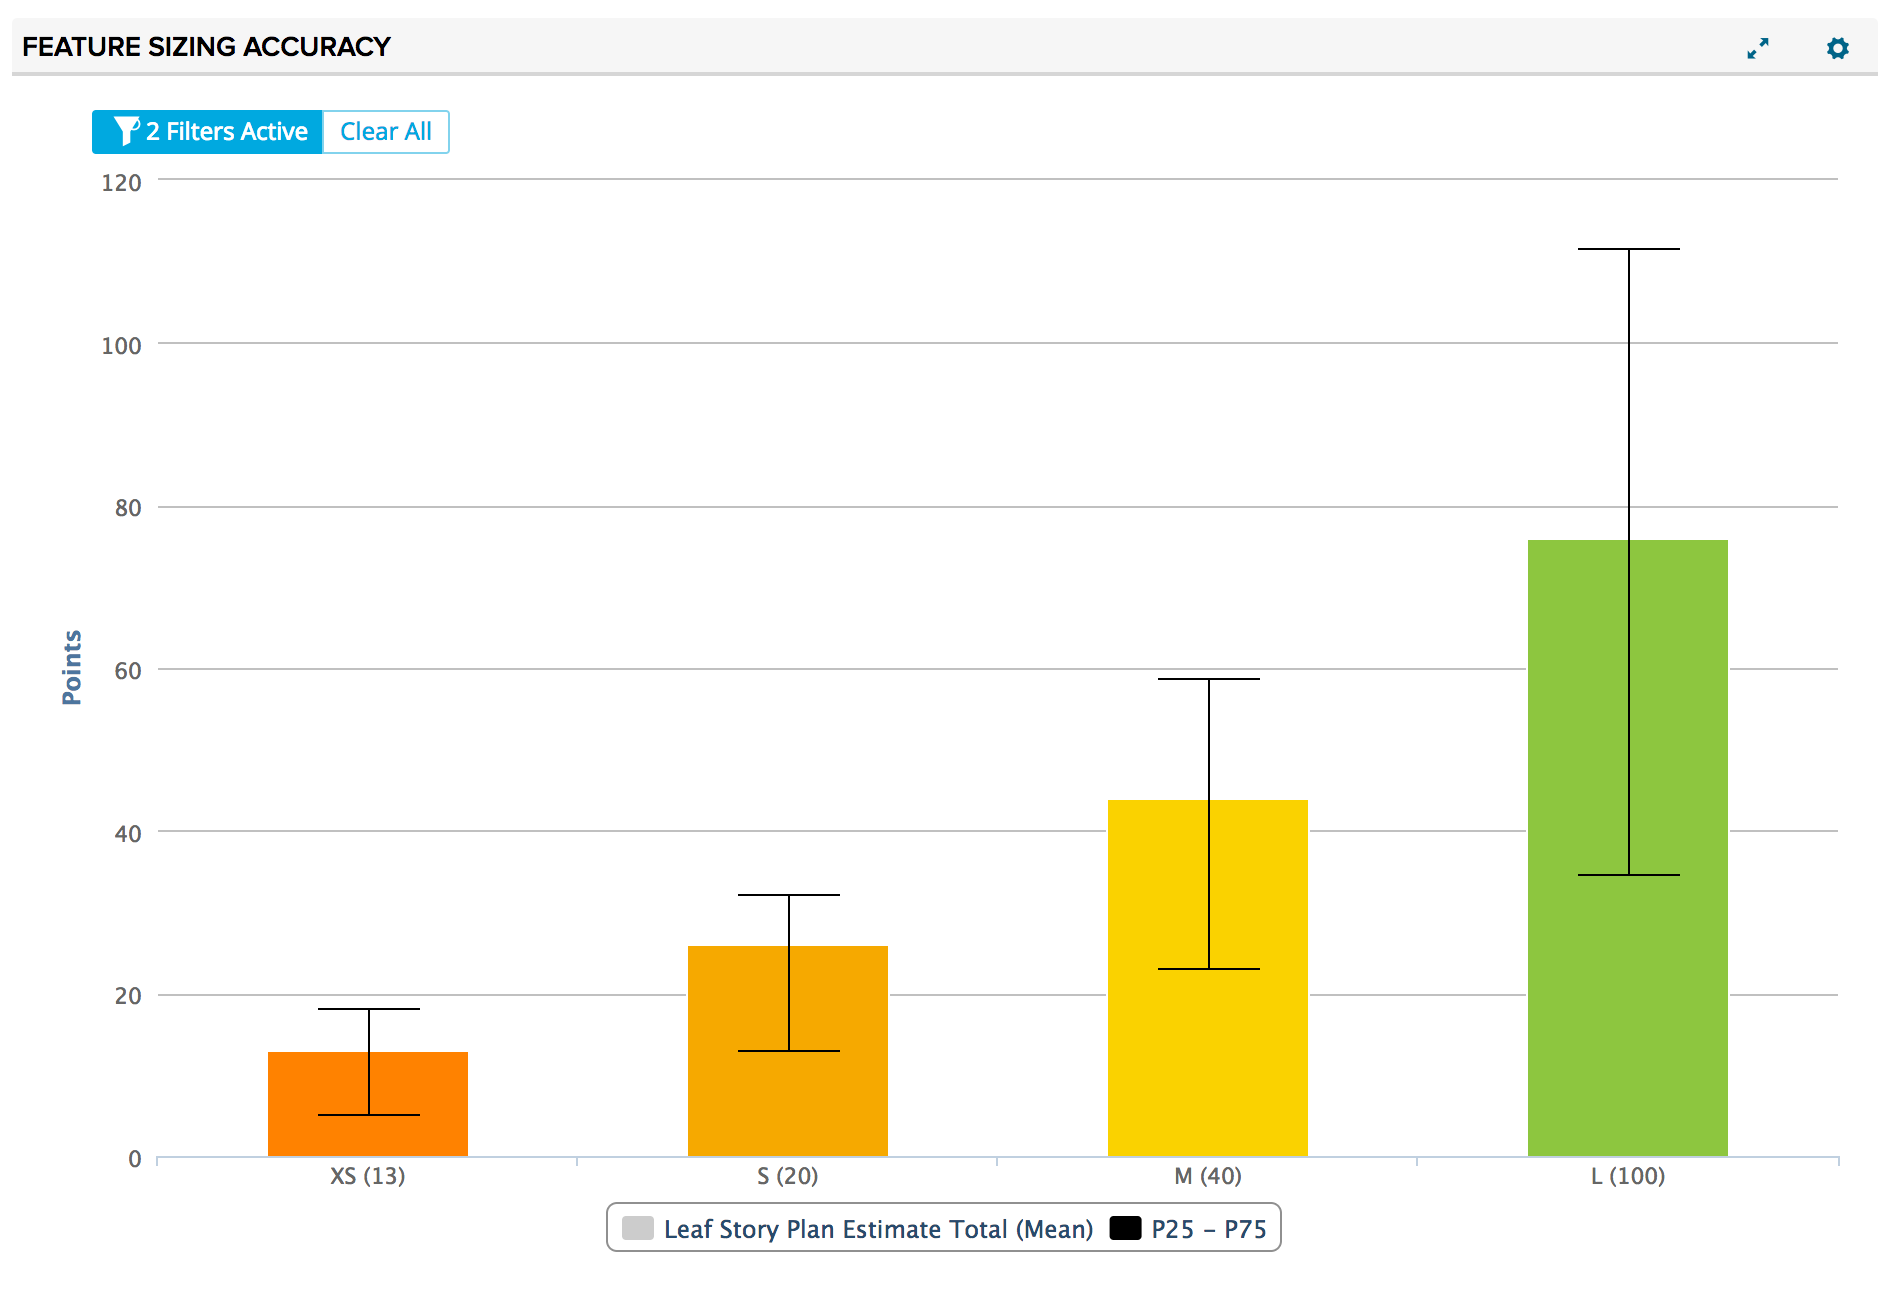 FEATURE SIZING ACCURACY
2 Filters Active Clear All
120
100
80
60
40
20
0
Points
XS (13) S (20) M (40) L (100)
Leaf Story Plan Estimate Total (Mean) P25 – P75